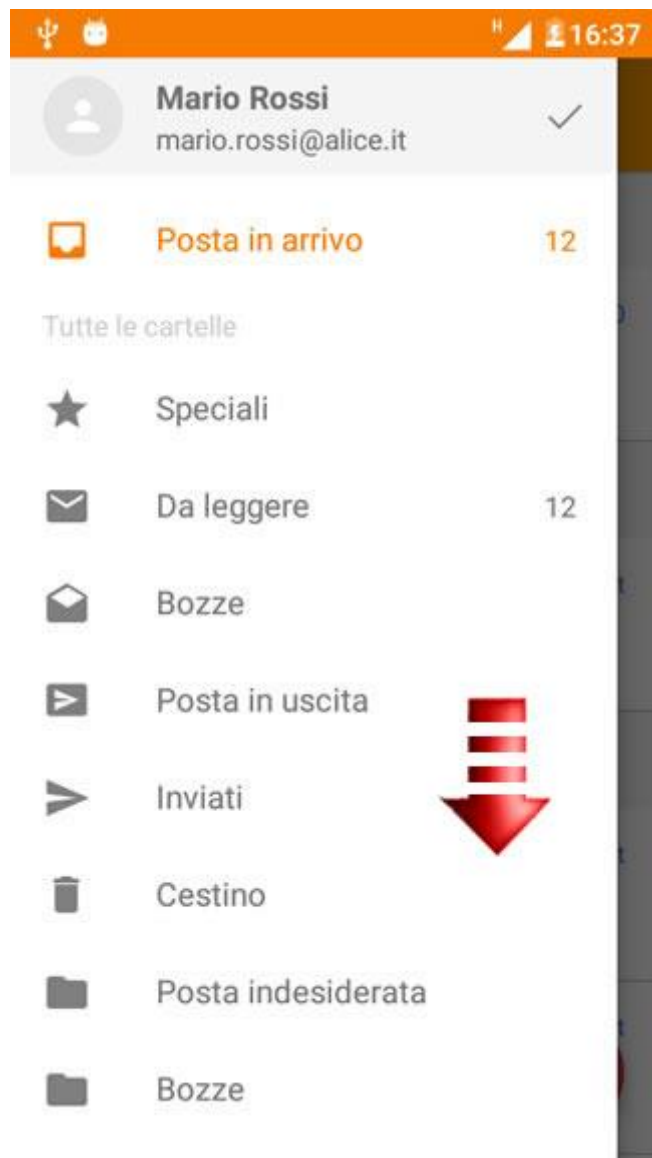 H 16:37
Mario Rossi
mario.rossi@alice.it
Posta in arrivo 12
Tutte le cartelle
Speciali
Da leggere 12
Bozze
Posta in uscita
Inviati
Cestino
Posta indesiderata
Bozze